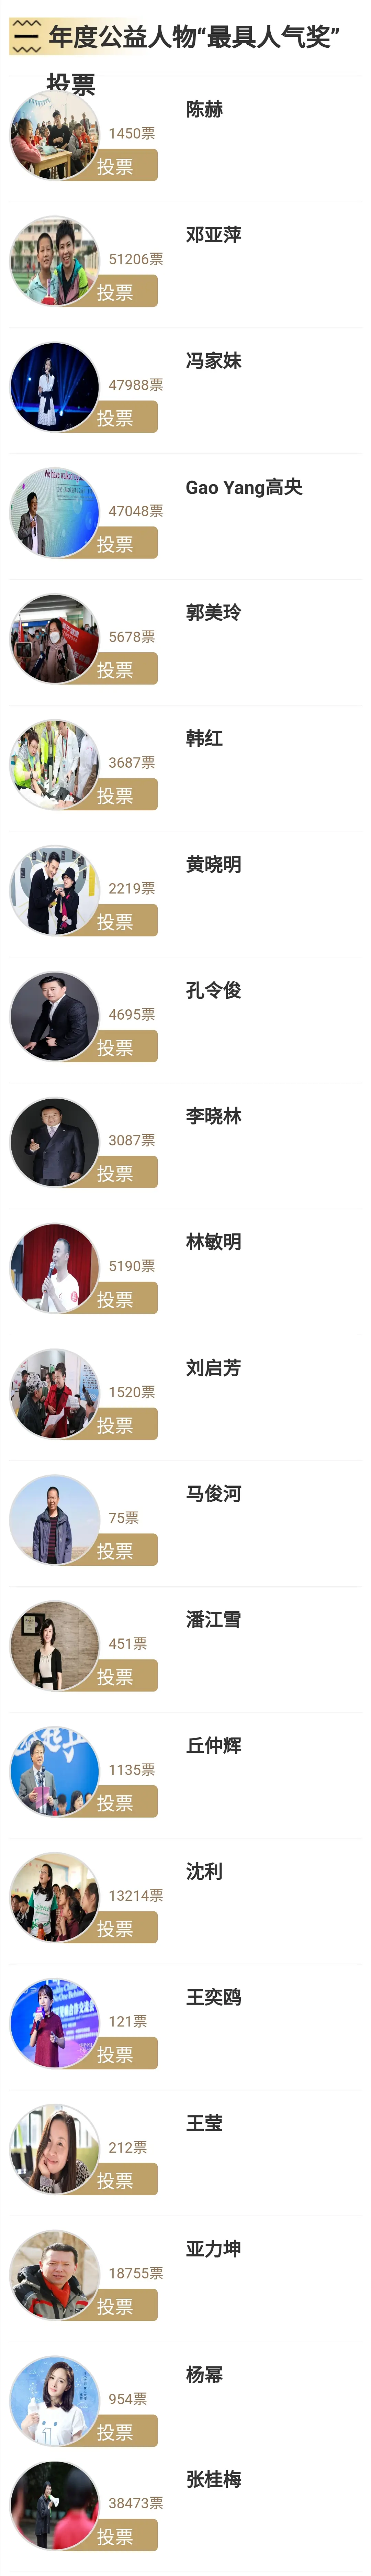 一 年度公益人物“最具人气奖”
投票
陈赫
1450票
投票
邓亚萍
51206票
投票
冯家妹
47988票
投票
Gao Yang高央
We have walked toge
47048票
投票
郭美玲
5678票
投票
韩红
3687票
投票
黄晓明
2219票
投票
孔令俊
4695票
投票
李晓林
3087票
投票
林敏明
5190票
投票
刘启芳
1520票
投票
马俊河
75票
投票
潘江雪
451票
投票
丘仲辉
1135票
投票
沈利
13214票
投票
王奕鸥
121票
投票
王莹
212票
投票
亚力坤
18755票
投票
杨幂
954票
投票
张桂梅
38473票
投票